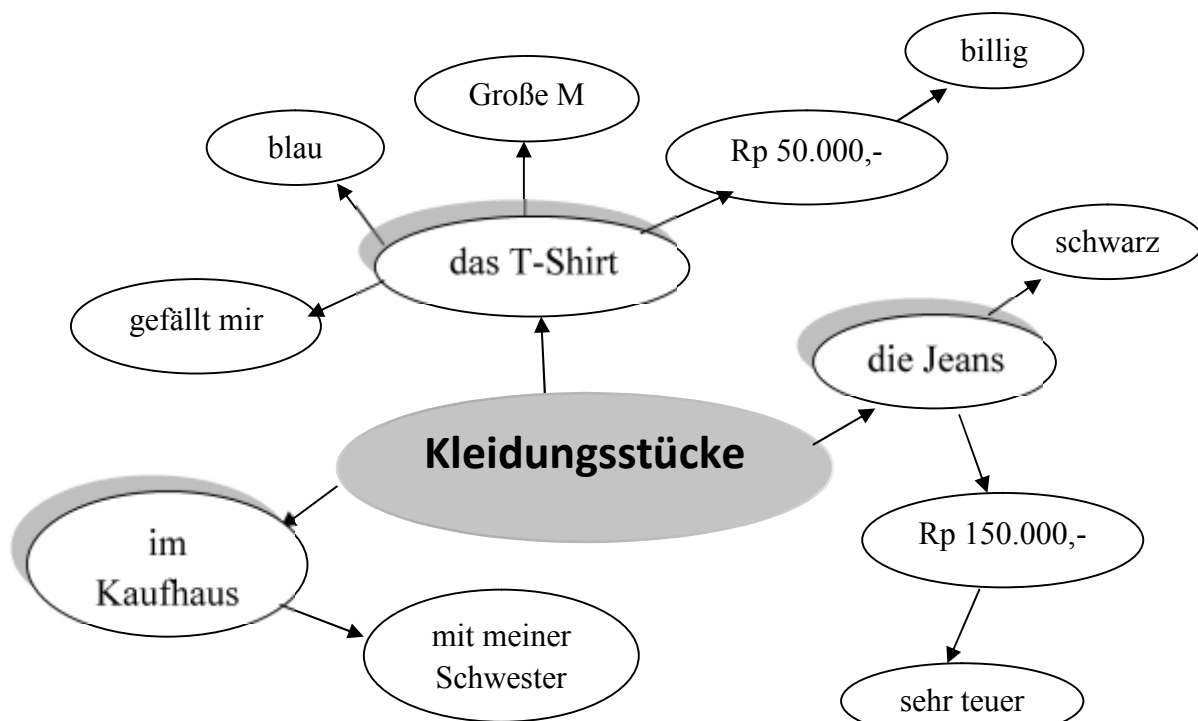 billig
Große M
Rp 50.000,-
blau
schwarz
das T-Shirt
gefällt mir
die Jeans
Kleidungsstücke
Rp 150.000,-
im
Kaufhaus
mit meiner
Schwester
sehr teuer